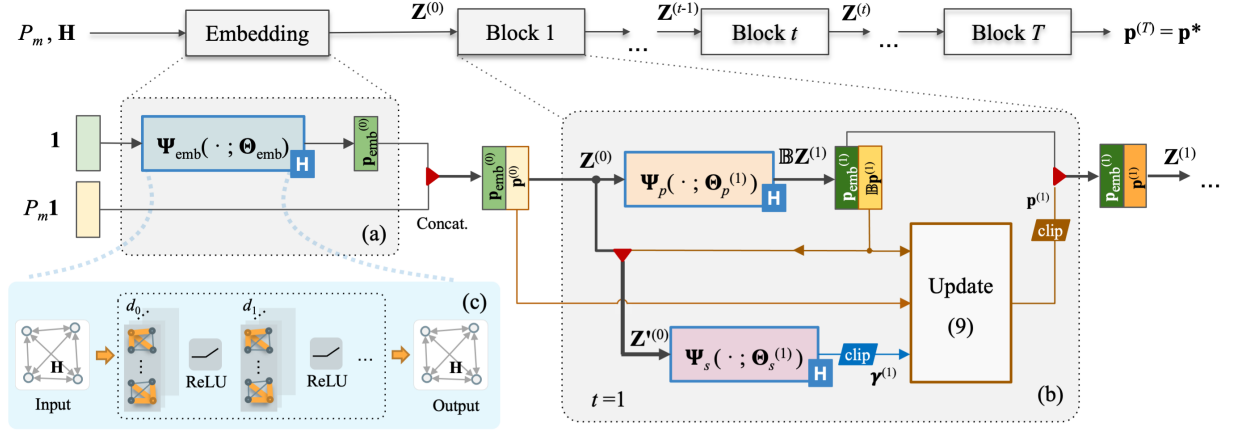 P_m , H
Embedding
Z^(0)
Block 1
...
Z^(t-1)
Block t
Z^(t)
...
Block T
p^(T) = p*
(a)
1
Ψ_emb( · ; Θ_emb)
H
p_emb^(0)
P_m 1
Concat.
p_emb^(0)
p^(0)
(b)
Z^(0)
Ψ_p( · ; Θ_p^(1))
H
𝔹Z^(1)
p_emb^(1)
𝔹p^(1)
Z'^(0)
Ψ_s( · ; Θ_s^(1))
H
clip
γ^(1)
Update
(9)
clip
p^(1)
t =1
p_emb^(1)
p^(1)
Z^(1)
...
(c)
H
Input
d_0
ReLU
d_1
ReLU
...
H
Output